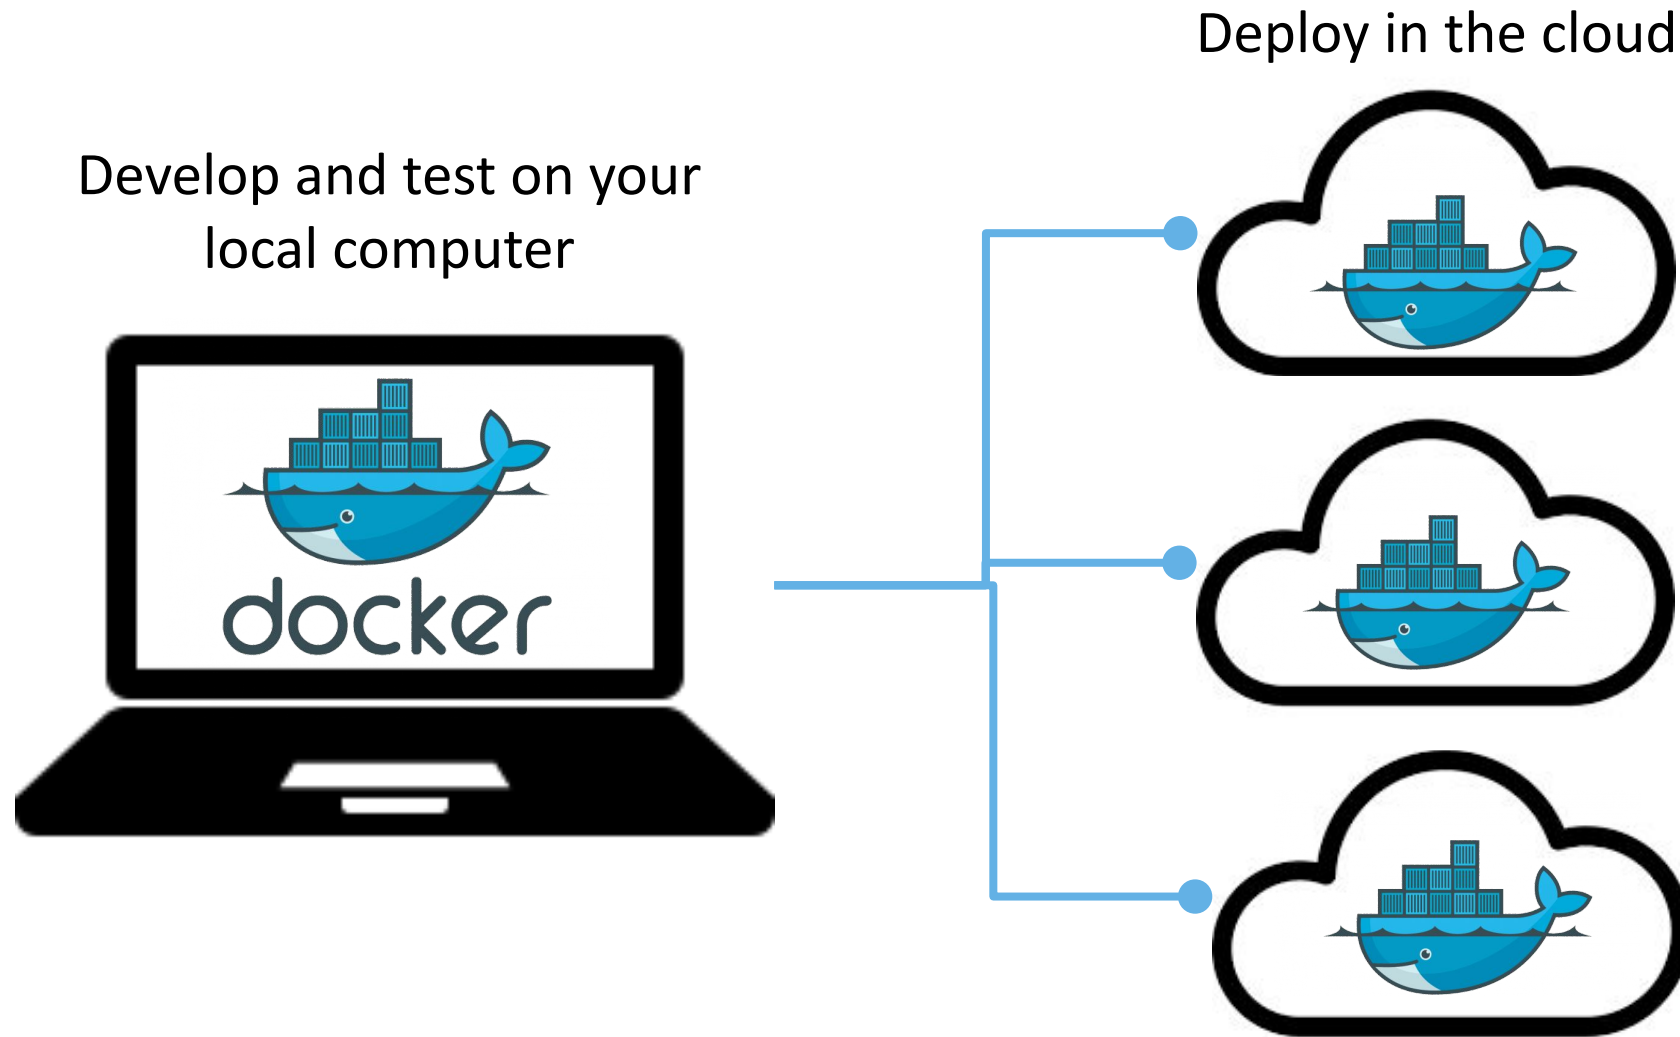 Deploy in the cloud
Develop and test on your
local computer
docker